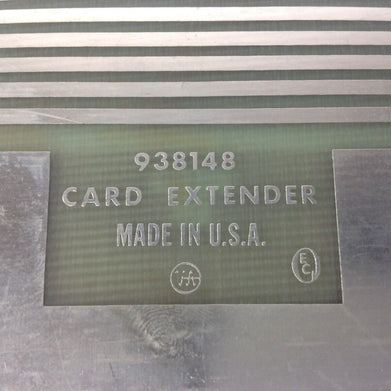 938148
CARD EXTENDER
MADE IN U.S.A.